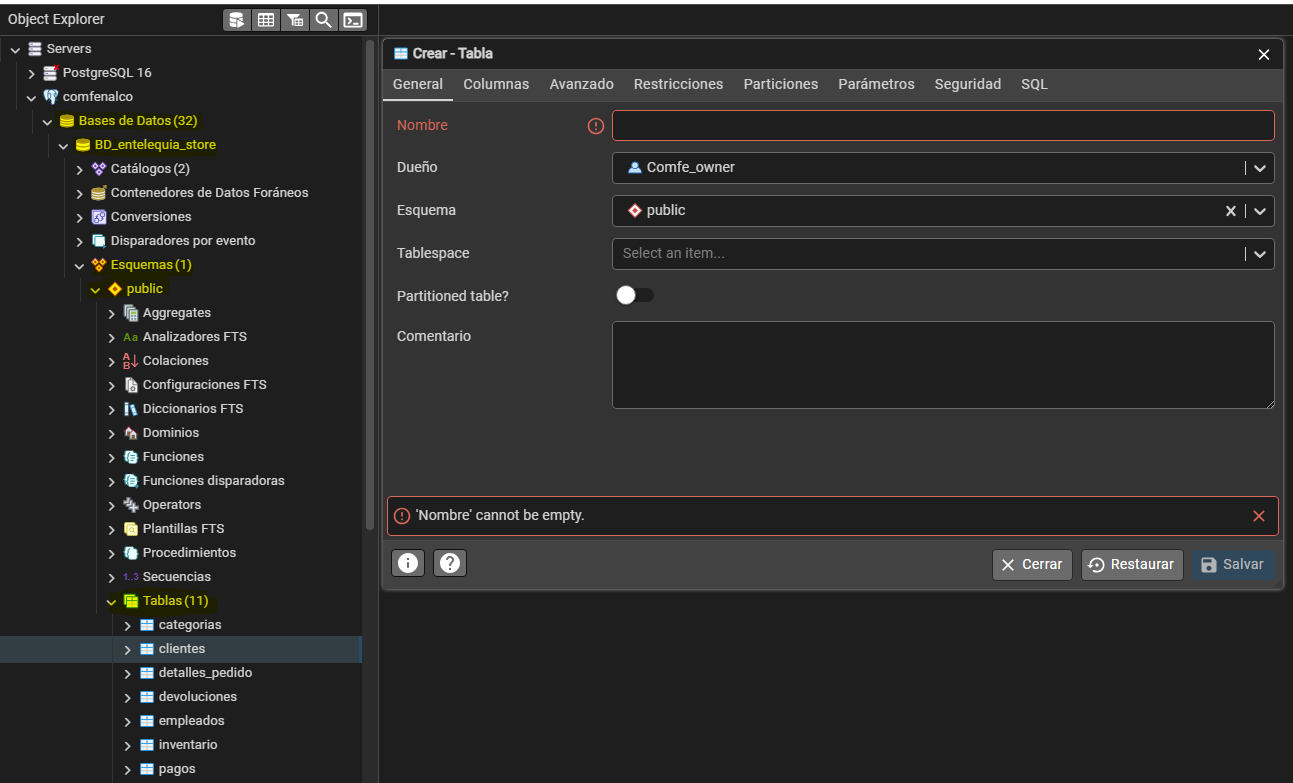 Object Explorer
Servers
PostgreSQL 16
comfenalco
Bases de Datos (32)
BD_entelequia_store
Catálogos (2)
Contenedores de Datos Foráneos
Conversiones
Disparadores por evento
Esquemas (1)
public
Aggregates
Aa Analizadores FTS
Colaciones
Configuraciones FTS
Diccionarios FTS
Dominios
Funciones
Funciones disparadoras
Operators
Plantillas FTS
Procedimientos
1..3 Secuencias
Tablas (11)
categorias
clientes
detalles_pedido
devoluciones
empleados
inventario
pagos
Crear - Tabla
General Columnas Avanzado Restricciones Particiones Parámetros Seguridad SQL
Nombre
Dueño Comfe_owner
Esquema public
Tablespace Select an item...
Partitioned table?
Comentario
'Nombre' cannot be empty.
Cerrar Restaurar Salvar